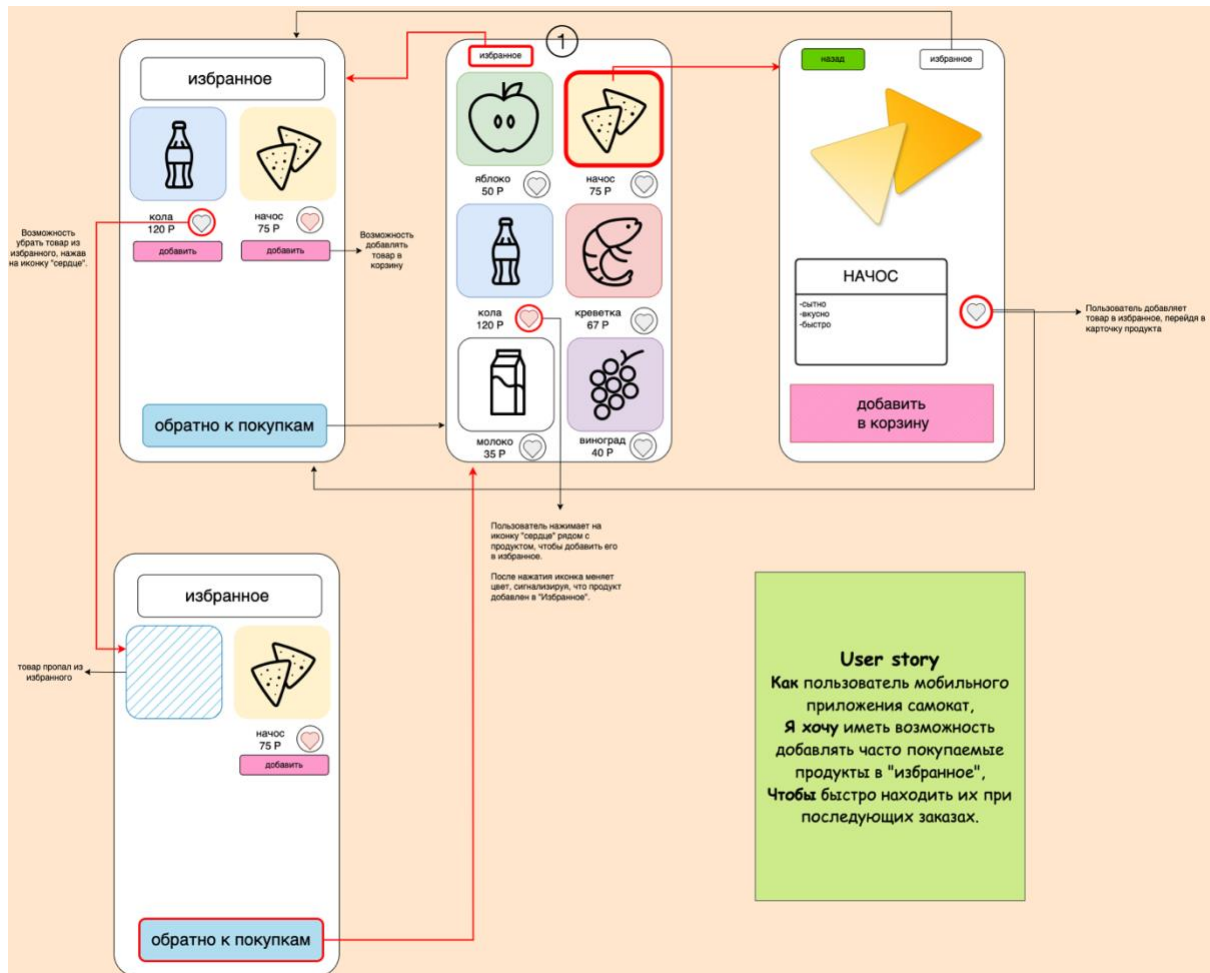 избранное
кола
120 Р
начос
75 Р
добавить
добавить
обратно к покупкам
Возможность
убрать товар из
избранного, нажав
на иконку "сердце".
Возможность
добавлять
товар в
корзину
1
избранное
яблоко
50 Р
начос
75 Р
кола
120 Р
креветка
67 Р
молоко
35 Р
виноград
40 Р
Пользователь нажимает на
иконку "сердце" рядом с
продуктом, чтобы добавить его
в избранное.
После нажатия иконка меняет
цвет, сигнализируя, что продукт
добавлен в "Избранное".
назад
избранное
НАЧОС
-сытно
-вкусно
-быстро
добавить
в корзину
Пользователь добавляет
товар в избранное, перейдя в
карточку продукта
избранное
товар пропал из
избранного
начос
75 Р
добавить
обратно к покупкам
User story
Как пользователь мобильного
приложения самокат,
Я хочу иметь возможность
добавлять часто покупаемые
продукты в "избранное",
Чтобы быстро находить их при
последующих заказах.